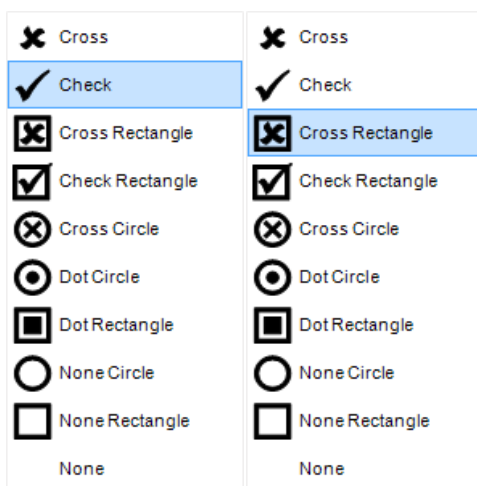 Cross
Check
Cross Rectangle
Check Rectangle
Cross Circle
Dot Circle
Dot Rectangle
None Circle
None Rectangle
None
Cross
Check
Cross Rectangle
Check Rectangle
Cross Circle
Dot Circle
Dot Rectangle
None Circle
None Rectangle
None